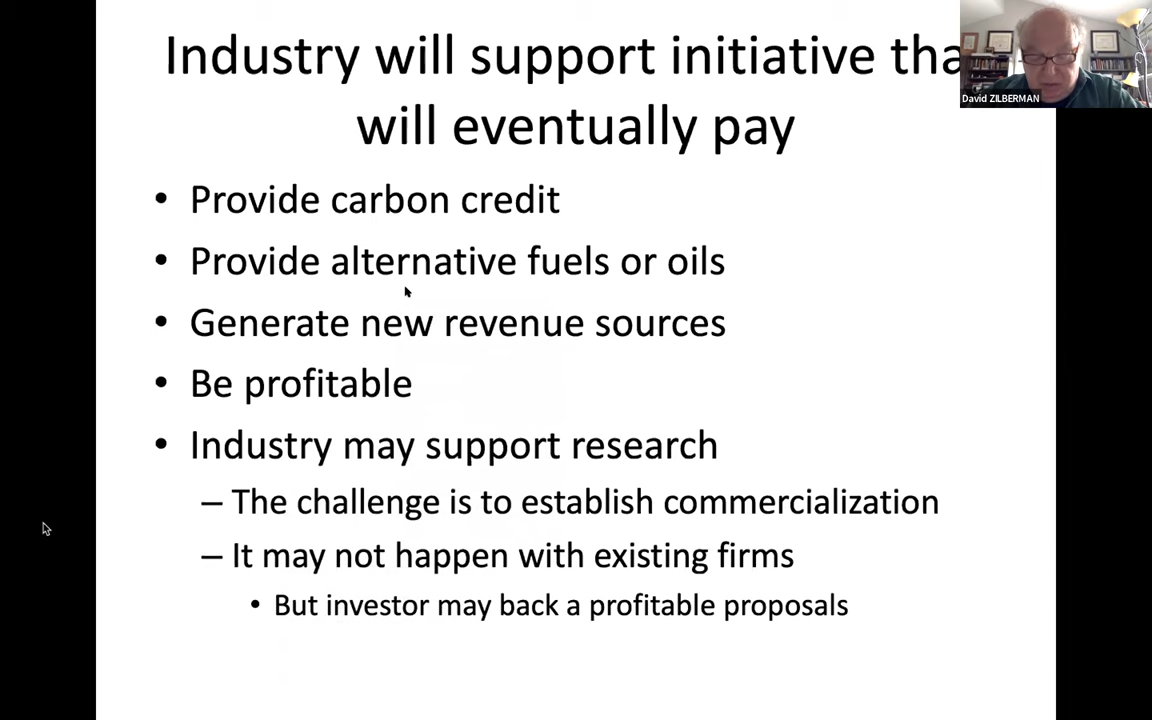 Industry will support initiative tha
will eventually pay
• Provide carbon credit
• Provide alternative fuels or oils
• Generate new revenue sources
• Be profitable
• Industry may support research
– The challenge is to establish commercialization
– It may not happen with existing firms
• But investor may back a profitable proposals
David ZILBERMAN